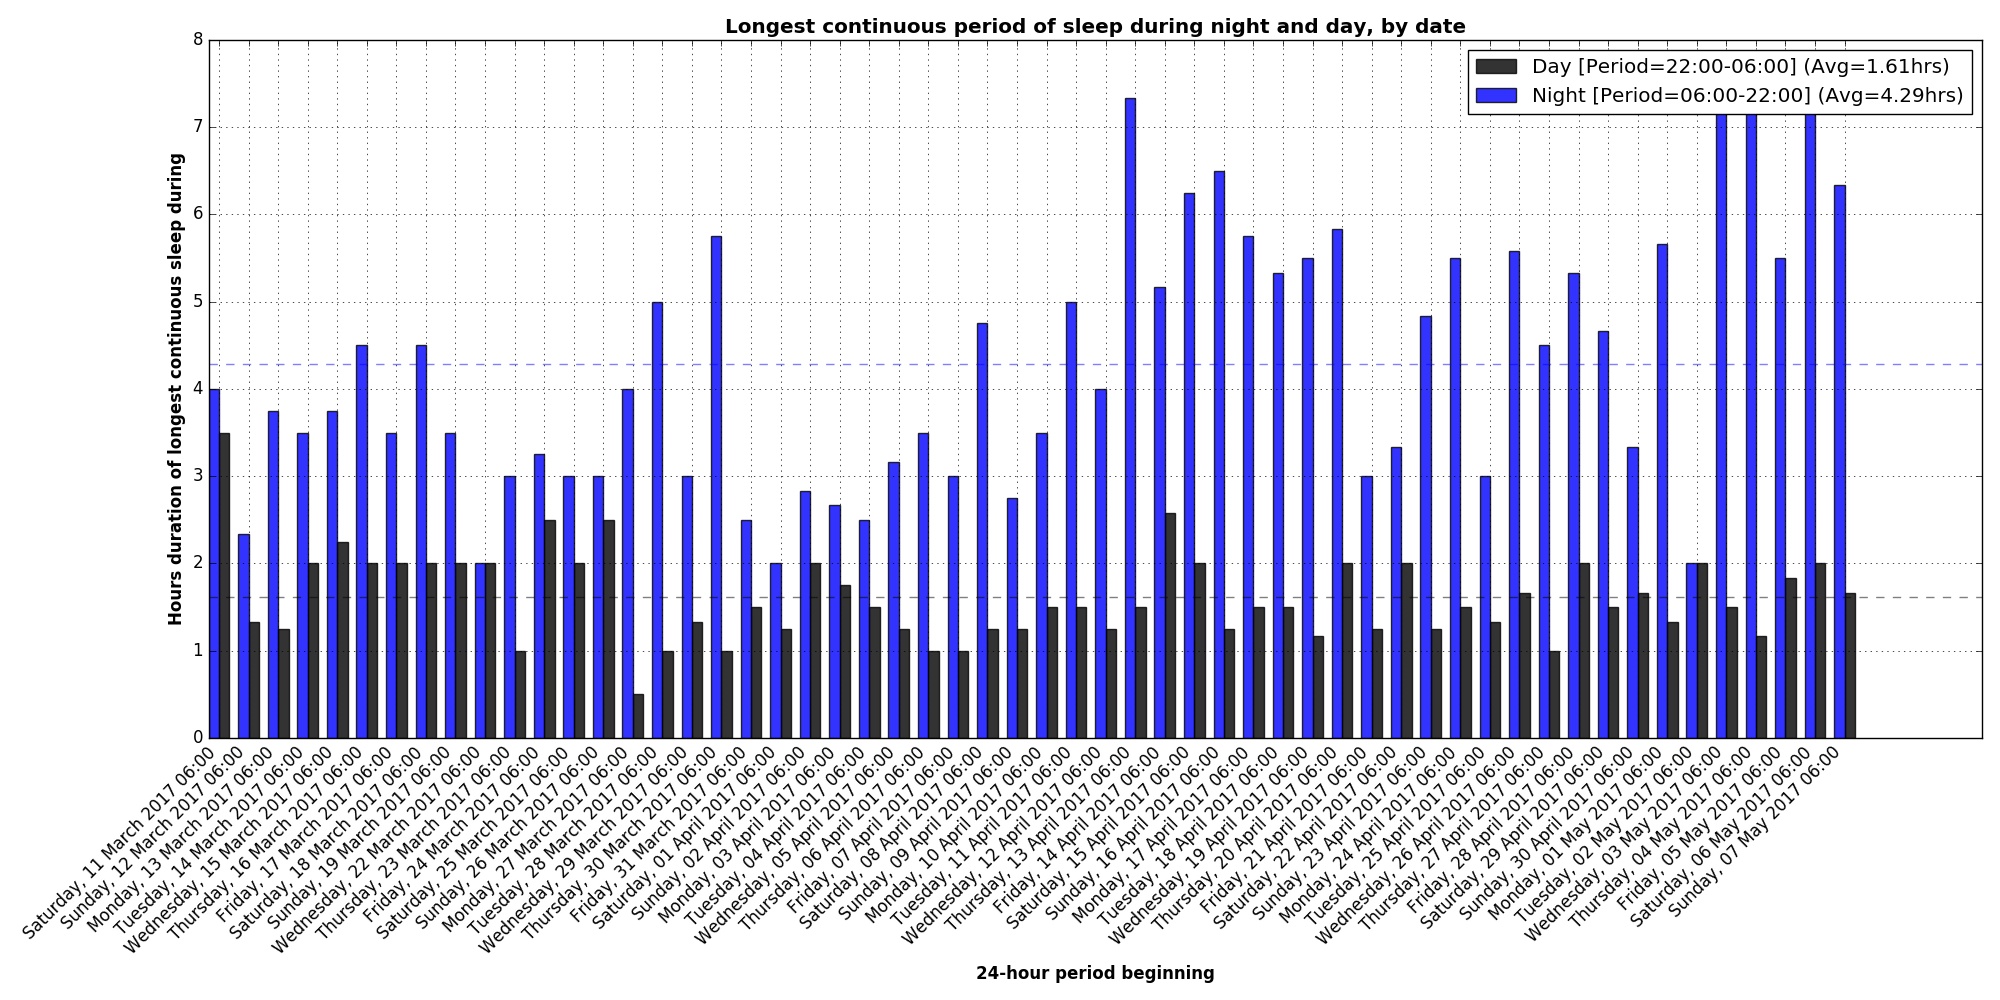 Longest continuous period of sleep during night and day, by date
Day [Period=22:00-06:00] (Avg=1.61hrs)
Night [Period=06:00-22:00] (Avg=4.29hrs)
Hours duration of longest continuous sleep during
8
7
6
5
4
3
2
1
0
Saturday, 11 March 2017 06:00
Sunday, 12 March 2017 06:00
Monday, 13 March 2017 06:00
Tuesday, 14 March 2017 06:00
Wednesday, 15 March 2017 06:00
Thursday, 16 March 2017 06:00
Friday, 17 March 2017 06:00
Saturday, 18 March 2017 06:00
Sunday, 19 March 2017 06:00
Wednesday, 22 March 2017 06:00
Thursday, 23 March 2017 06:00
Friday, 24 March 2017 06:00
Saturday, 25 March 2017 06:00
Sunday, 26 March 2017 06:00
Monday, 27 March 2017 06:00
Tuesday, 28 March 2017 06:00
Wednesday, 29 March 2017 06:00
Thursday, 30 March 2017 06:00
Friday, 31 March 2017 06:00
Saturday, 01 April 2017 06:00
Sunday, 02 April 2017 06:00
Monday, 03 April 2017 06:00
Tuesday, 04 April 2017 06:00
Wednesday, 05 April 2017 06:00
Thursday, 06 April 2017 06:00
Friday, 07 April 2017 06:00
Saturday, 08 April 2017 06:00
Sunday, 09 April 2017 06:00
Monday, 10 April 2017 06:00
Tuesday, 11 April 2017 06:00
Wednesday, 12 April 2017 06:00
Thursday, 13 April 2017 06:00
Friday, 14 April 2017 06:00
Saturday, 15 April 2017 06:00
Sunday, 16 April 2017 06:00
Monday, 17 April 2017 06:00
Tuesday, 18 April 2017 06:00
Wednesday, 19 April 2017 06:00
Thursday, 20 April 2017 06:00
Friday, 21 April 2017 06:00
Saturday, 22 April 2017 06:00
Sunday, 23 April 2017 06:00
Monday, 24 April 2017 06:00
Tuesday, 25 April 2017 06:00
Wednesday, 26 April 2017 06:00
Thursday, 27 April 2017 06:00
Friday, 28 April 2017 06:00
Saturday, 29 April 2017 06:00
Sunday, 30 April 2017 06:00
Monday, 01 May 2017 06:00
Tuesday, 02 May 2017 06:00
Wednesday, 03 May 2017 06:00
Thursday, 04 May 2017 06:00
Friday, 05 May 2017 06:00
Saturday, 06 May 2017 06:00
Sunday, 07 May 2017 06:00
24-hour period beginning